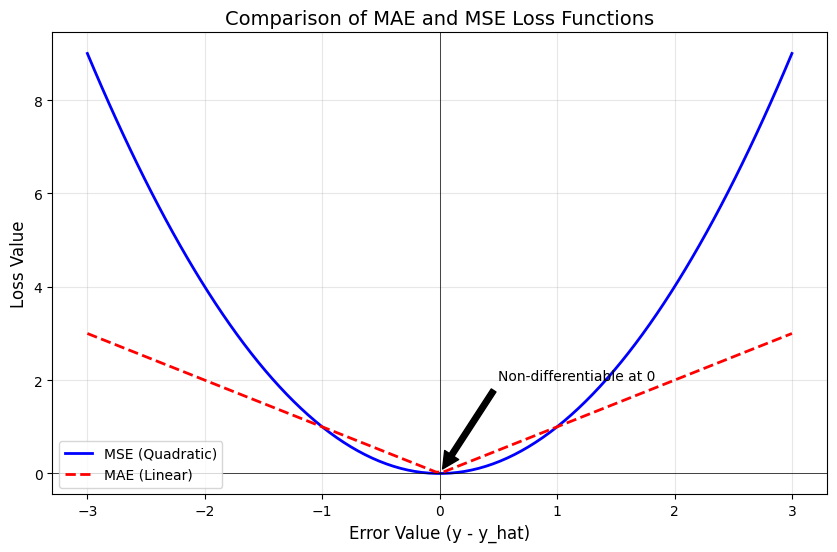 Comparison of MAE and MSE Loss Functions
Loss Value
8
6
4
2
0
Non-differentiable at 0
MSE (Quadratic)
MAE (Linear)
−3
−2
−1
0
1
2
3
Error Value (y - y_hat)